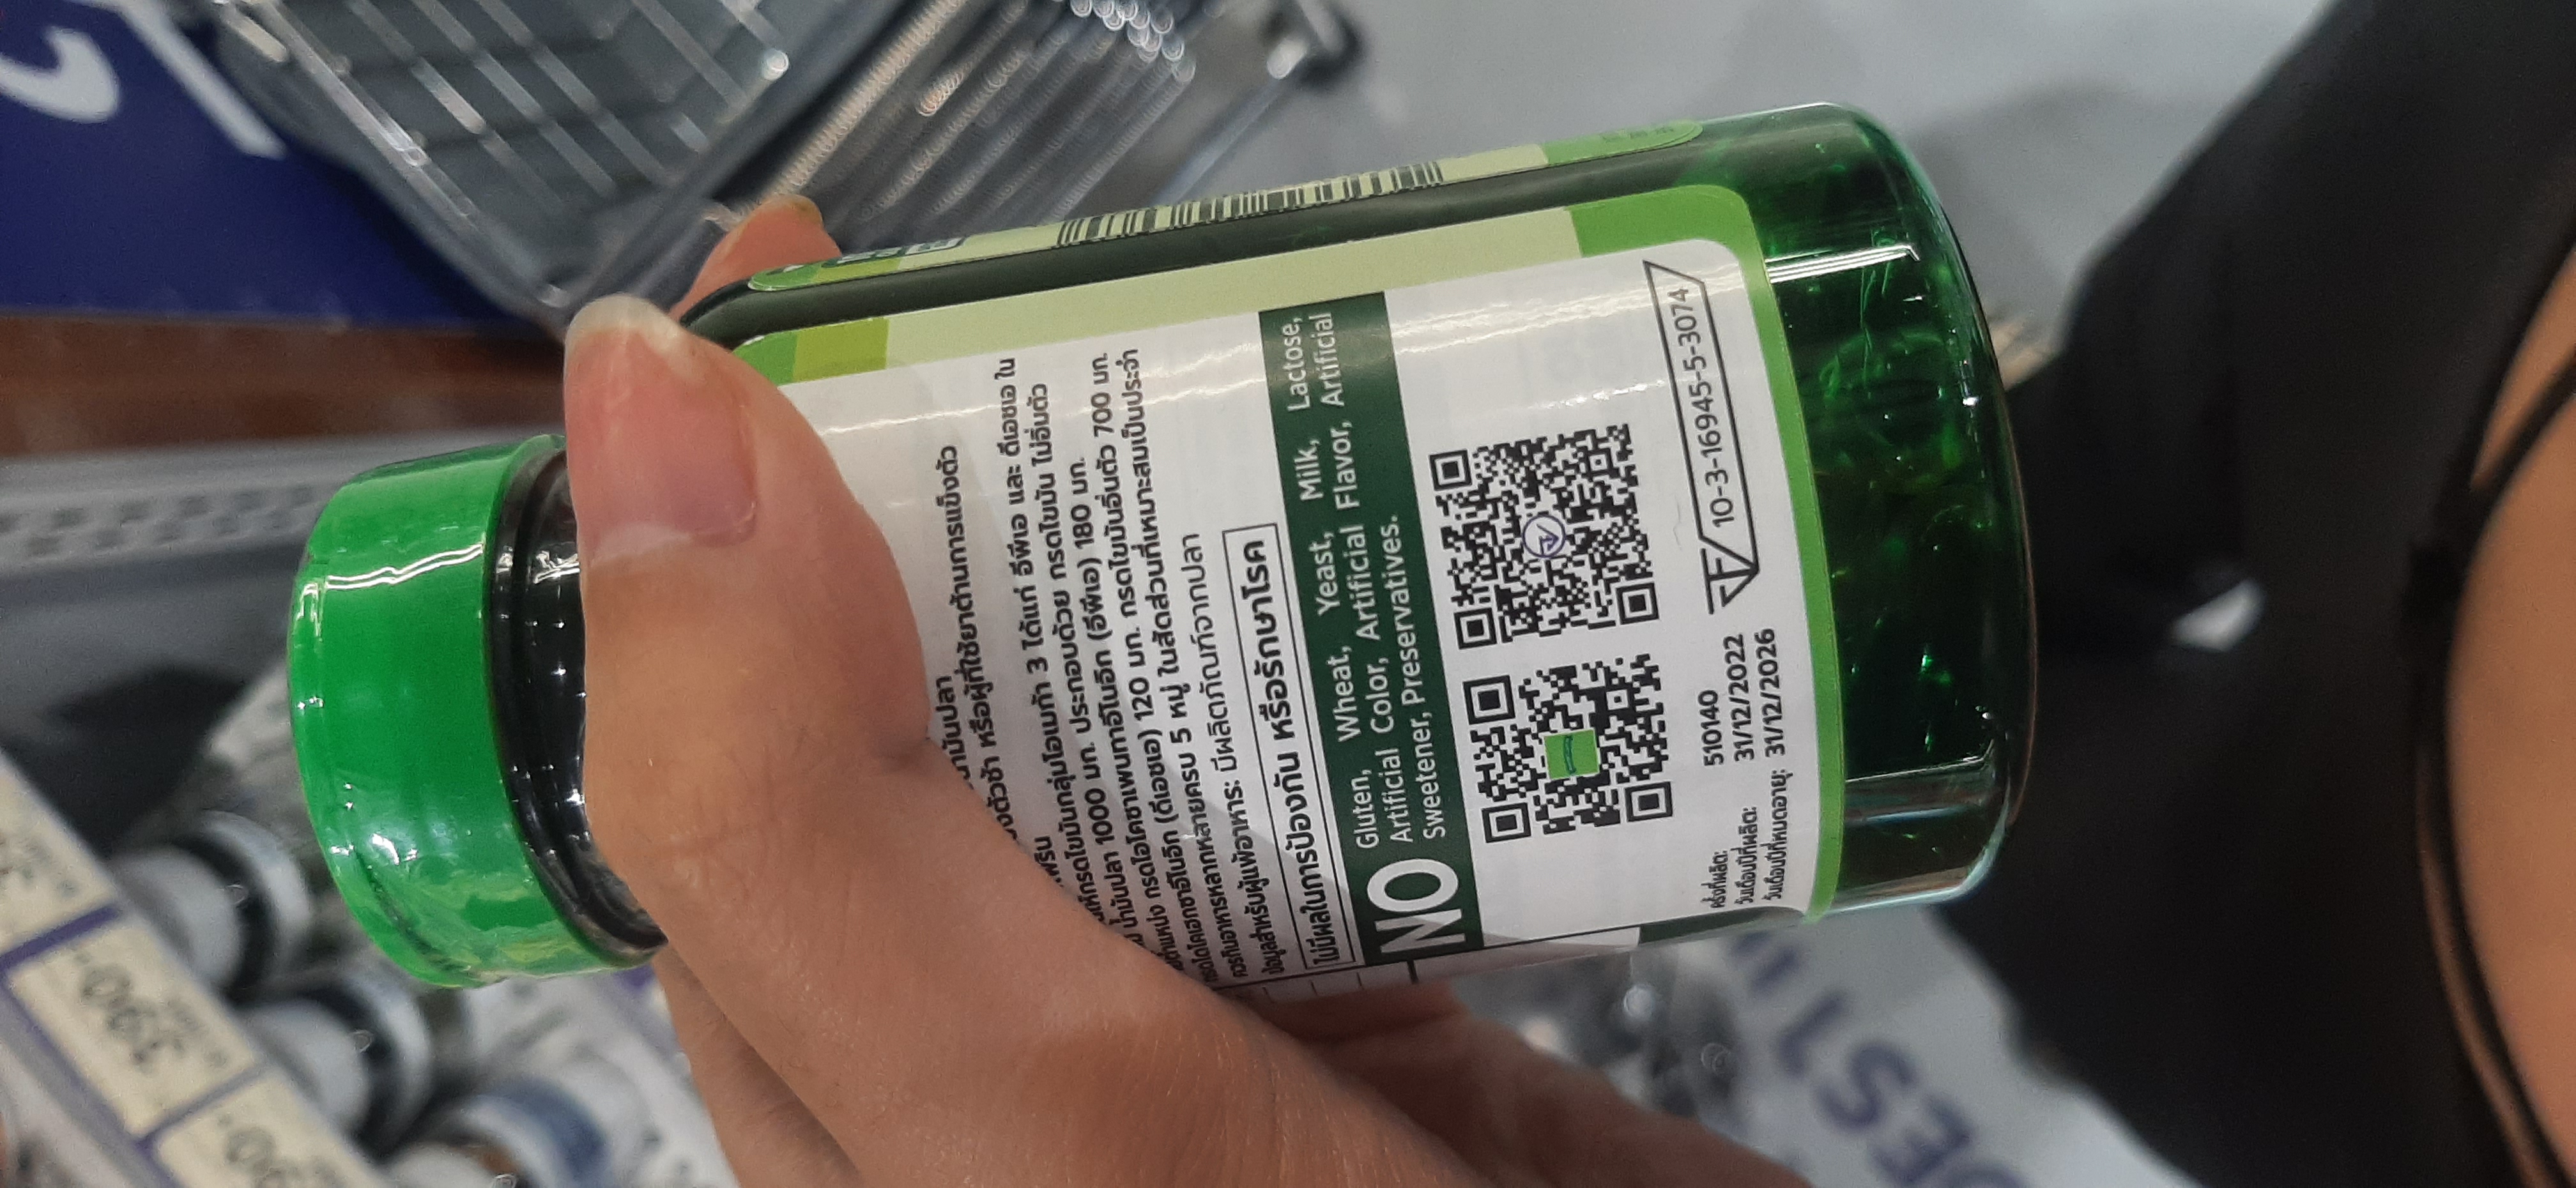 390
น้ำมันปลา
หรือผู้ที่ใช้ยาต้านการแข็งตัว
กรดไขมันกลุ่มโอเมก้า 3 ได้แก่ อีพีเอ และ ดีเอชเอ ใน
น้ำมันปลา 1000 มก. ประกอบด้วย กรดไขมัน ไม่อิ่มตัว
กรดไอโคซาเพนทาอีโนอิก (อีพีเอ) 180 มก.
กรดโดโคเฮกซาอีโนอิก (ดีเอชเอ) 120 มก. กรดไขมันอื่นตัว 700 มก.
ควรกินอาหารหลากหลายครบ 5 หมู่ ในสัดส่วนที่เหมาะสมเป็นประจำ
ข้อมูลสำหรับผู้แพ้อาหาร: มีผลิตภัณฑ์จากปลา
ไม่มีผลในการป้องกัน หรือรักษาโรค
NO
Gluten, Wheat, Yeast, Milk, Lactose,
Artificial Color, Artificial Flavor, Artificial
Sweetener, Preservatives.
ครั้งที่ผลิต: 510140
วันเดือนปีที่ผลิต: 31/12/2022
วันเดือนปีที่หมดอายุ: 31/12/2026
10-3-16945-5-3074